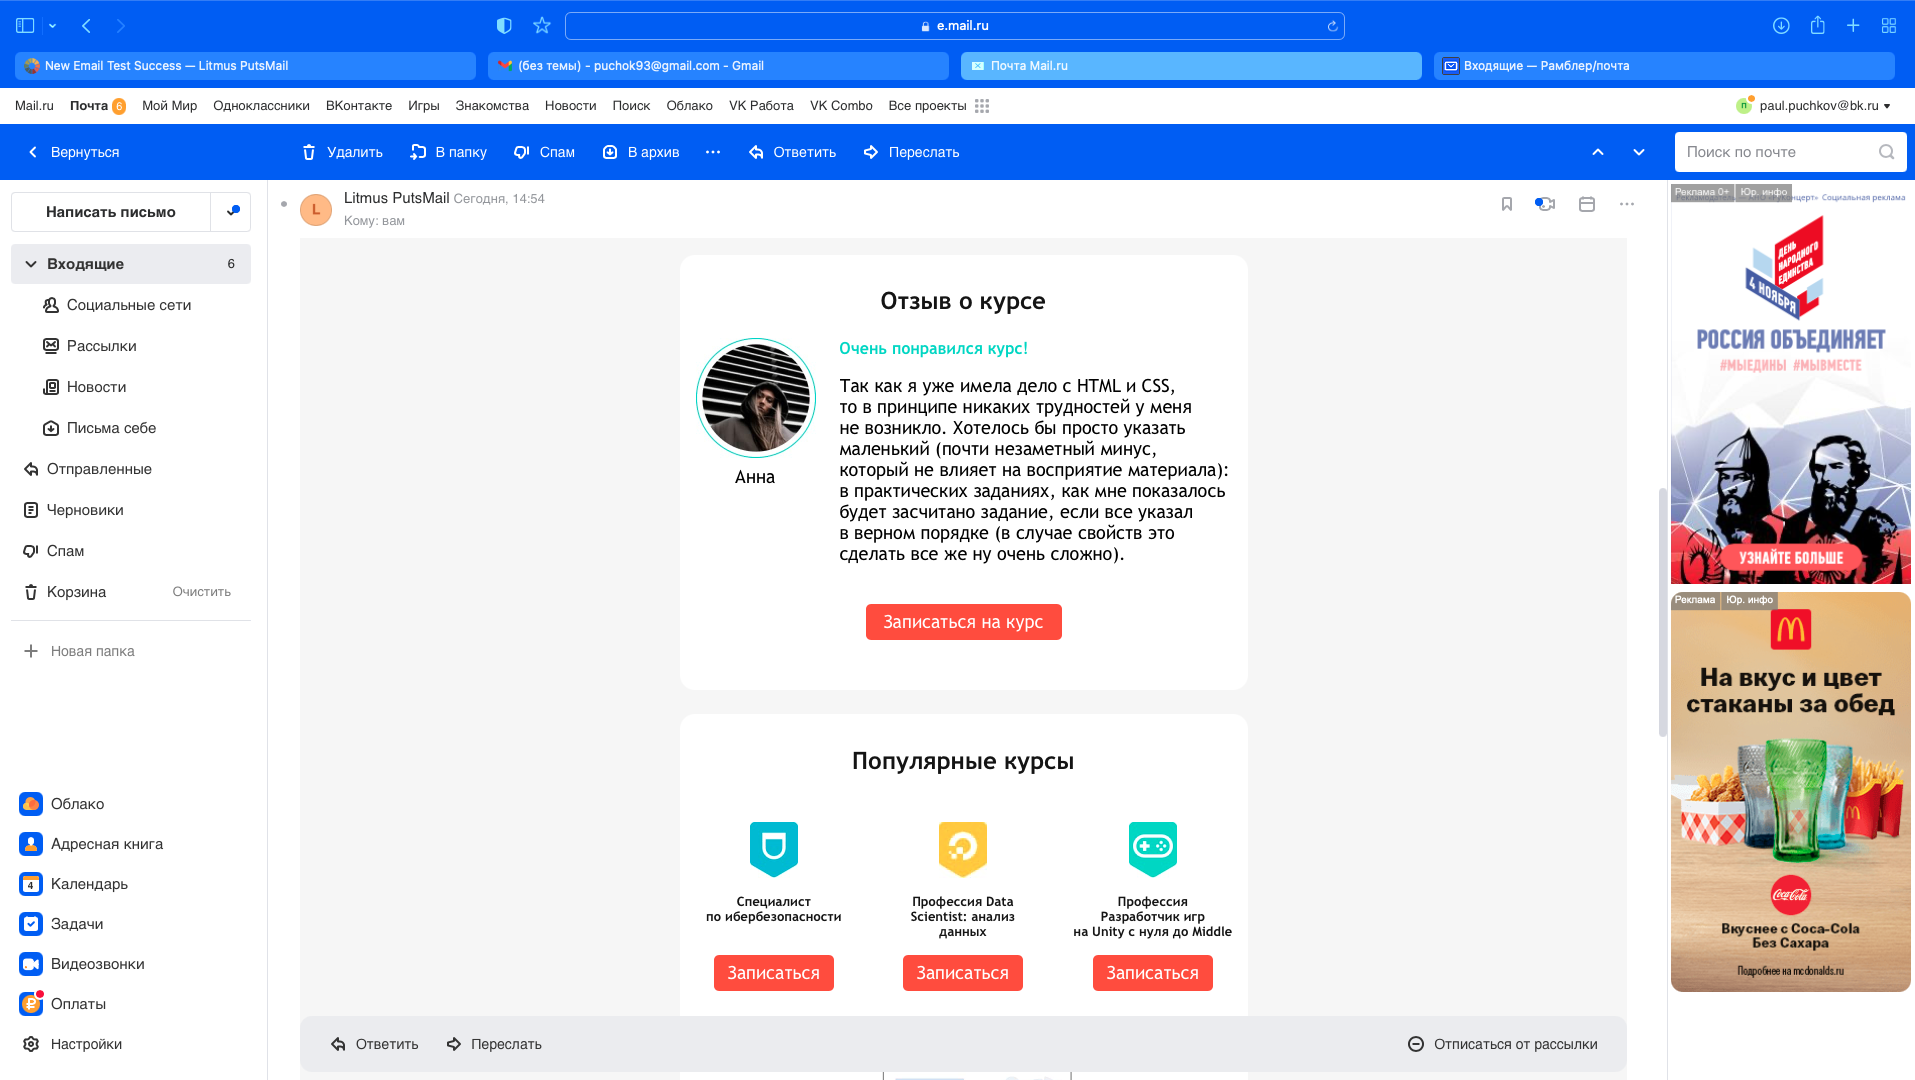 e.mail.ru
New Email Test Success — Litmus PutsMail
(без темы) - puchok93@gmail.com - Gmail
Почта Mail.ru
Входящие — Рамблер/почта
Mail.ru Почта 6 Мой Мир Одноклассники ВКонтакте Игры Знакомства Новости Поиск Облако VK Работа VK Combo Все проекты
п paul.puchkov@bk.ru
Вернуться
Удалить В папку Спам В архив Ответить Переслать
Поиск по почте
Написать письмо
Входящие 6
Социальные сети
Рассылки
Новости
Письма себе
Отправленные
Черновики
Спам
Корзина Очистить
Новая папка
Облако
Адресная книга
4 Календарь
Задачи
Видеозвонки
Оплаты
Настройки
L
Litmus PutsMail Сегодня, 14:54
Кому: вам
Отзыв о курсе
Анна
Очень понравился курс!
Так как я уже имела дело с HTML и CSS,
то в принципе никаких трудностей у меня
не возникло. Хотелось бы просто указать
маленький (почти незаметный минус,
который не влияет на восприятие материала):
в практических заданиях, как мне показалось
будет засчитано задание, если все указал
в верном порядке (в случае свойств это
сделать все же ну очень сложно).
Записаться на курс
Популярные курсы
Специалист
по ибербезопасности
Записаться
Профессия Data
Scientist: анализ
данных
Записаться
Профессия
Разработчик игр
на Unity с нуля до Middle
Записаться
Ответить Переслать Отписаться от рассылки
Реклама 0+ Юр. инфо
Социальная реклама
ДЕНЬ
НАРОДНОГО
ЕДИНСТВА
4 НОЯБРЯ
РОССИЯ ОБЪЕДИНЯЕТ
#МЫЕДИНЫ #МЫВМЕСТЕ
УЗНАЙТЕ БОЛЬШЕ
Реклама Юр. инфо
На вкус и цвет
стаканы за обед
Coca-Cola
Вкуснее с Coca-Cola
Без Сахара
Подробнее на mcdonalds.ru